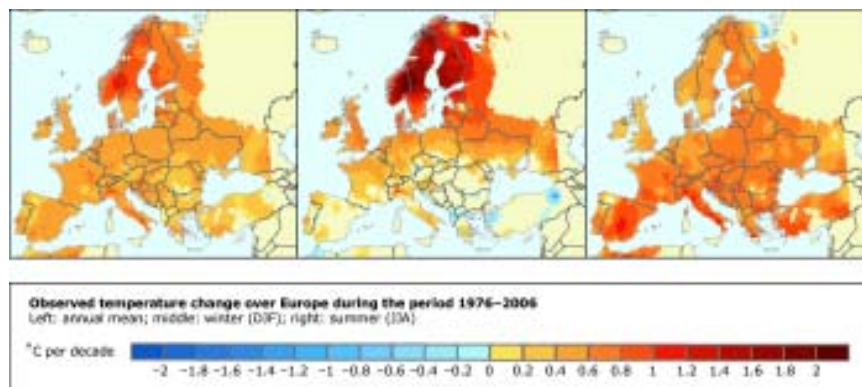 Observed temperature change over Europe during the period 1976–2006
Left: annual mean; middle: winter (DJF); right: summer (JJA)
°C per decade
−2 −1.8 −1.6 −1.4 −1.2 −1 −0.8 −0.6 −0.4 −0.2 0 0.2 0.4 0.6 0.8 1 1.2 1.4 1.6 1.8 2